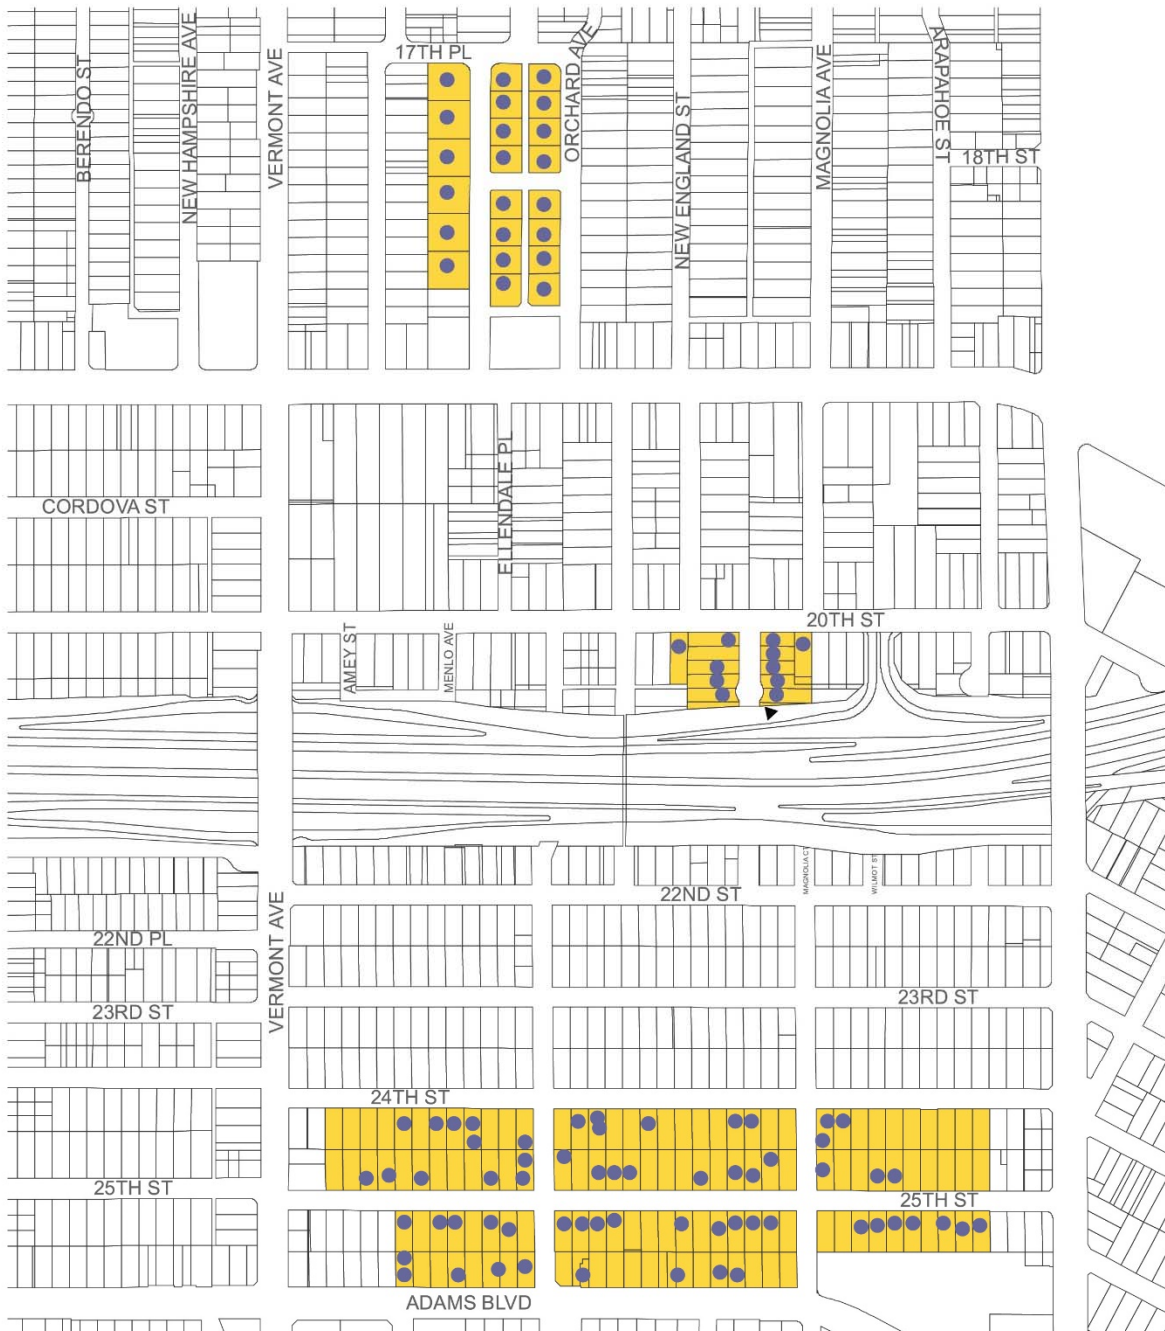 17TH PL
BERENDO ST
NEW HAMPSHIRE AVE
VERMONT AVE
ORCHARD AVE
NEW ENGLAND ST
MAGNOLIA AVE
ARAPAHOE ST
18TH ST
CORDOVA ST
ELLENDALE PL
20TH ST
AMEY ST
MENLO AVE
MAGNOLIA CT
WILMOT ST
22ND ST
VERMONT AVE
22ND PL
23RD ST
23RD ST
24TH ST
25TH ST
25TH ST
ADAMS BLVD